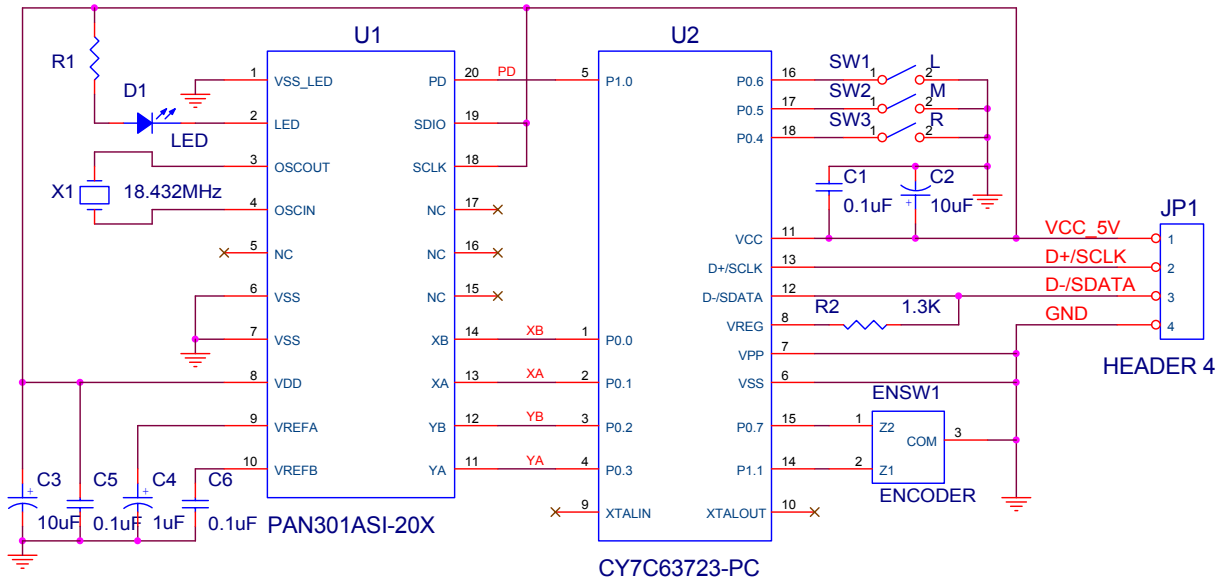 U1
U2
R1
D1
LED
X1
18.432MHz
1 VSS_LED
2 LED
3 OSCOUT
4 OSCIN
5 NC
6 VSS
7 VSS
8 VDD
9 VREFA
10 VREFB
PD 20 PD
SDIO 19
SCLK 18
NC 17
NC 16
NC 15
XB 14 XB
XA 13 XA
YB 12 YB
YA 11 YA
PAN301ASI-20X
5 P1.0
1 P0.0
2 P0.1
3 P0.2
4 P0.3
9 XTALIN
P0.6 16 SW1 1 2 L
P0.5 17 SW2 1 2 M
P0.4 18 SW3 1 2 R
C1
0.1uF
C2
+
10uF
VCC 11
D+/SCLK 13
D-/SDATA 12
VREG 8
R2 1.3K
VPP 7
VSS 6
P0.7 15
P1.1 14
XTALOUT 10
CY7C63723-PC
ENSW1
1 Z2
COM 3
2 Z1
ENCODER
JP1
VCC_5V 1
D+/SCLK 2
D-/SDATA 3
GND 4
HEADER 4
C3
+
10uF
C5
0.1uF
C4
+
1uF
C6
0.1uF